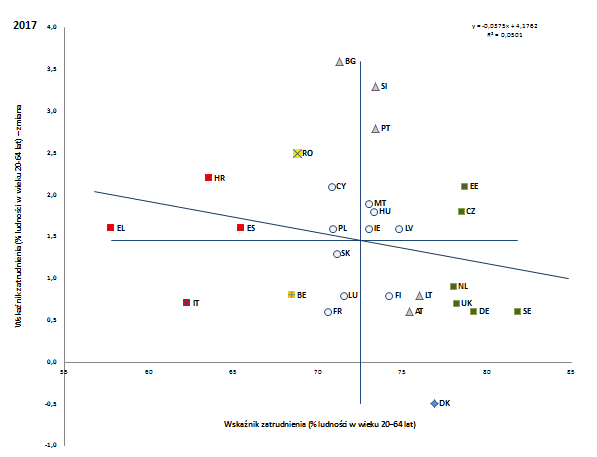 2017
y = -0,0375x + 4,1762
R² = 0,0501
4,0
3,5
3,0
2,5
2,0
1,5
1,0
0,5
0,0
-0,5
-1,0
Wskaźnik zatrudnienia (% ludności w wieku 20-64 lat) – zmiana
BG
SI
PT
RO
HR
CY
EE
MT
HU
CZ
EL
ES
PL
IE
LV
SK
NL
BE
LU
FI
LT
IT
UK
FR
AT
DE
SE
55
60
65
70
75
80
85
DK
Wskaźnik zatrudnienia (% ludności w wieku 20-64 lat)